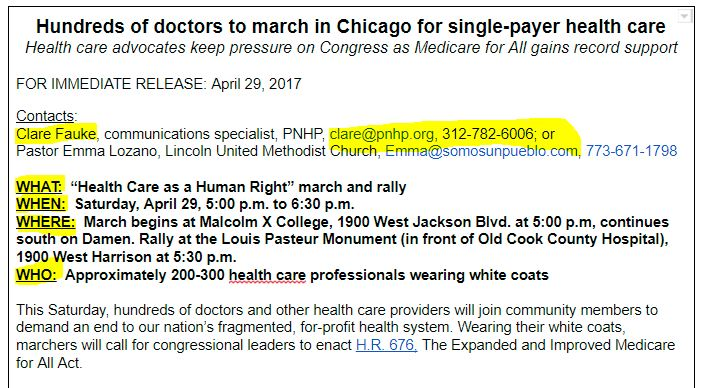 Hundreds of doctors to march in Chicago for single-payer health care
Health care advocates keep pressure on Congress as Medicare for All gains record support
FOR IMMEDIATE RELEASE: April 29, 2017
Contacts:
Clare Fauke, communications specialist, PNHP, clare@pnhp.org, 312-782-6006; or
Pastor Emma Lozano, Lincoln United Methodist Church, Emma@somosunpueblo.com, 773-671-1798
WHAT: “Health Care as a Human Right” march and rally
WHEN: Saturday, April 29, 5:00 p.m. to 6:30 p.m.
WHERE: March begins at Malcolm X College, 1900 West Jackson Blvd. at 5:00 p.m, continues
south on Damen. Rally at the Louis Pasteur Monument (in front of Old Cook County Hospital),
1900 West Harrison at 5:30 p.m.
WHO: Approximately 200-300 health care professionals wearing white coats
This Saturday, hundreds of doctors and other health care providers will join community members to
demand an end to our nation’s fragmented, for-profit health system. Wearing their white coats,
marchers will call for congressional leaders to enact H.R. 676, The Expanded and Improved Medicare
for All Act.